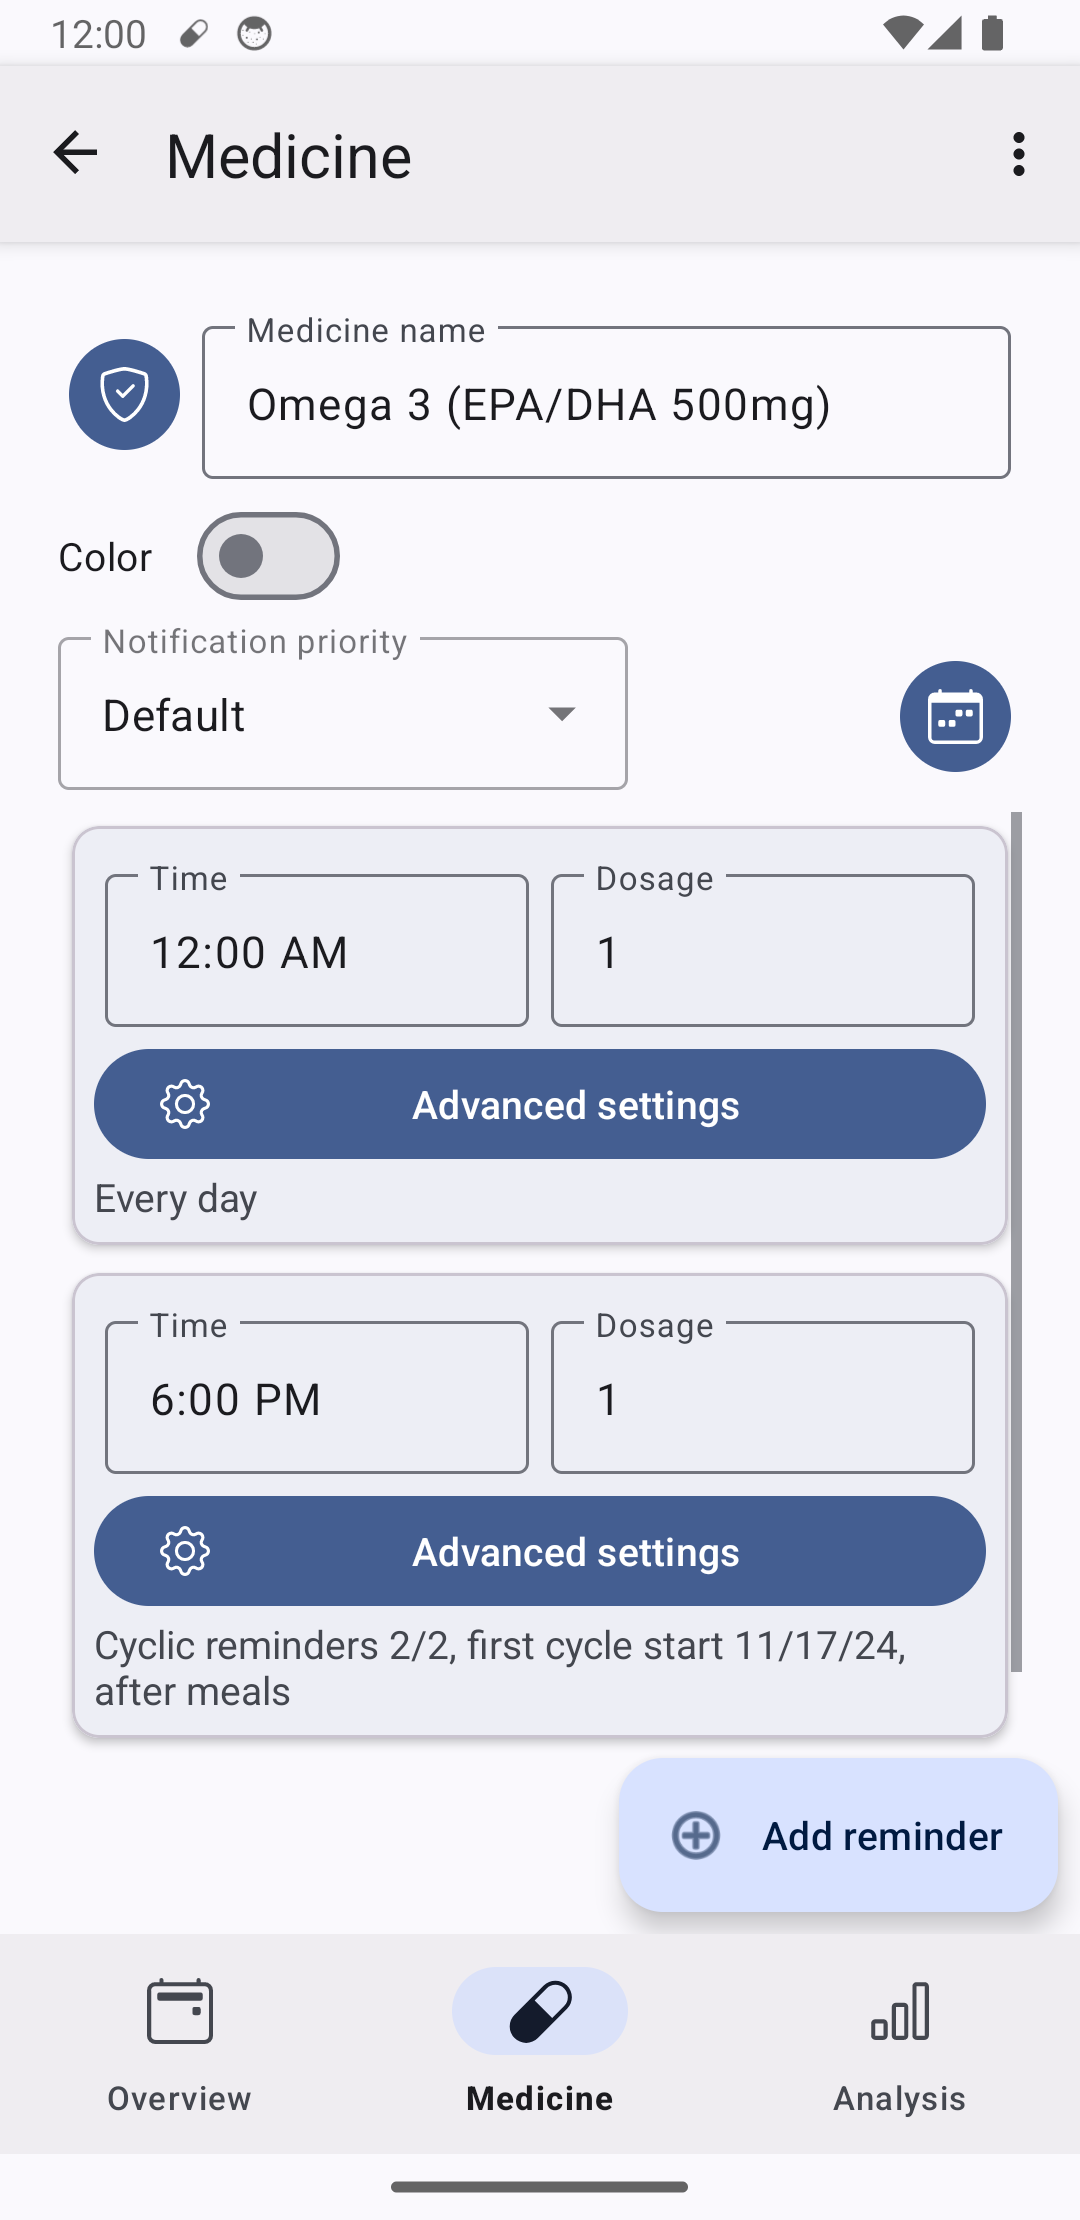 12:00
Medicine
Medicine name
Omega 3 (EPA/DHA 500mg)
Color
Notification priority
Default
Time
Dosage
12:00 AM
1
Advanced settings
Every day
Time
Dosage
6:00 PM
1
Advanced settings
Cyclic reminders 2/2, first cycle start 11/17/24,
after meals
Add reminder
Overview
Medicine
Analysis